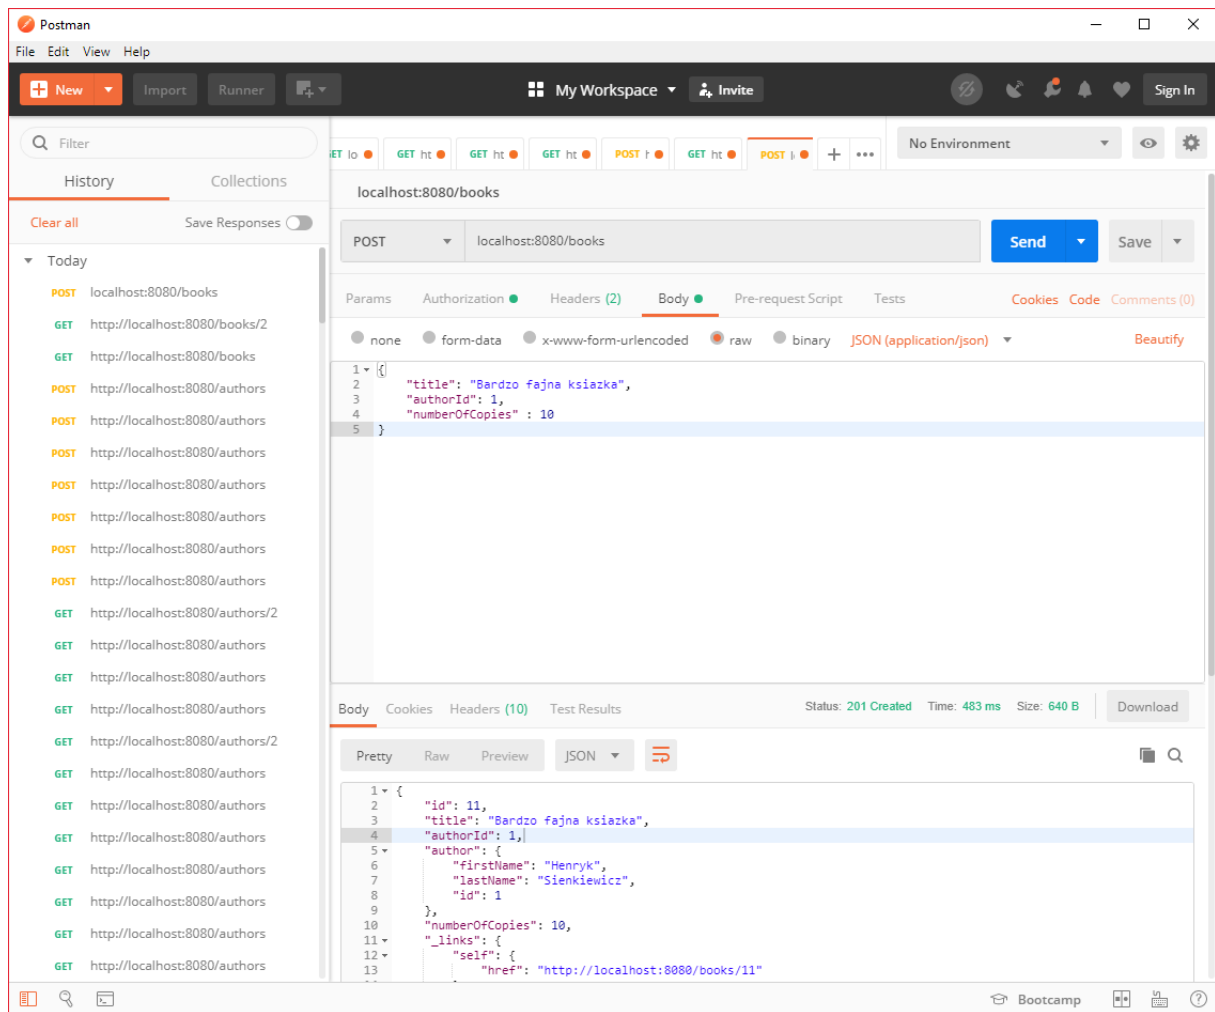 Postman
File Edit View Help
New Import Runner My Workspace Invite Sign In
Filter
History Collections
Clear all Save Responses
Today
POST localhost:8080/books
GET http://localhost:8080/books/2
GET http://localhost:8080/books
POST http://localhost:8080/authors
POST http://localhost:8080/authors
POST http://localhost:8080/authors
POST http://localhost:8080/authors
POST http://localhost:8080/authors
POST http://localhost:8080/authors
POST http://localhost:8080/authors
GET http://localhost:8080/authors/2
GET http://localhost:8080/authors
GET http://localhost:8080/authors
GET http://localhost:8080/authors
GET http://localhost:8080/authors/2
GET http://localhost:8080/authors
GET http://localhost:8080/authors
GET http://localhost:8080/authors
GET http://localhost:8080/authors
GET http://localhost:8080/authors
GET http://localhost:8080/authors
GET http://localhost:8080/authors
GET lo GET ht GET ht GET ht POST h GET ht POST l No Environment
localhost:8080/books
POST localhost:8080/books Send Save
Params Authorization Headers (2) Body Pre-request Script Tests Cookies Code Comments (0)
none form-data x-www-form-urlencoded raw binary JSON (application/json) Beautify
1 {
2 "title": "Bardzo fajna ksiazka",
3 "authorId": 1,
4 "numberOfCopies" : 10
5 }
Body Cookies Headers (10) Test Results Status: 201 Created Time: 483 ms Size: 640 B Download
Pretty Raw Preview JSON
1 {
2 "id": 11,
3 "title": "Bardzo fajna ksiazka",
4 "authorId": 1,
5 "author": {
6 "firstName": "Henryk",
7 "lastName": "Sienkiewicz",
8 "id": 1
9 },
10 "numberOfCopies": 10,
11 "_links": {
12 "self": {
13 "href": "http://localhost:8080/books/11"
Bootcamp